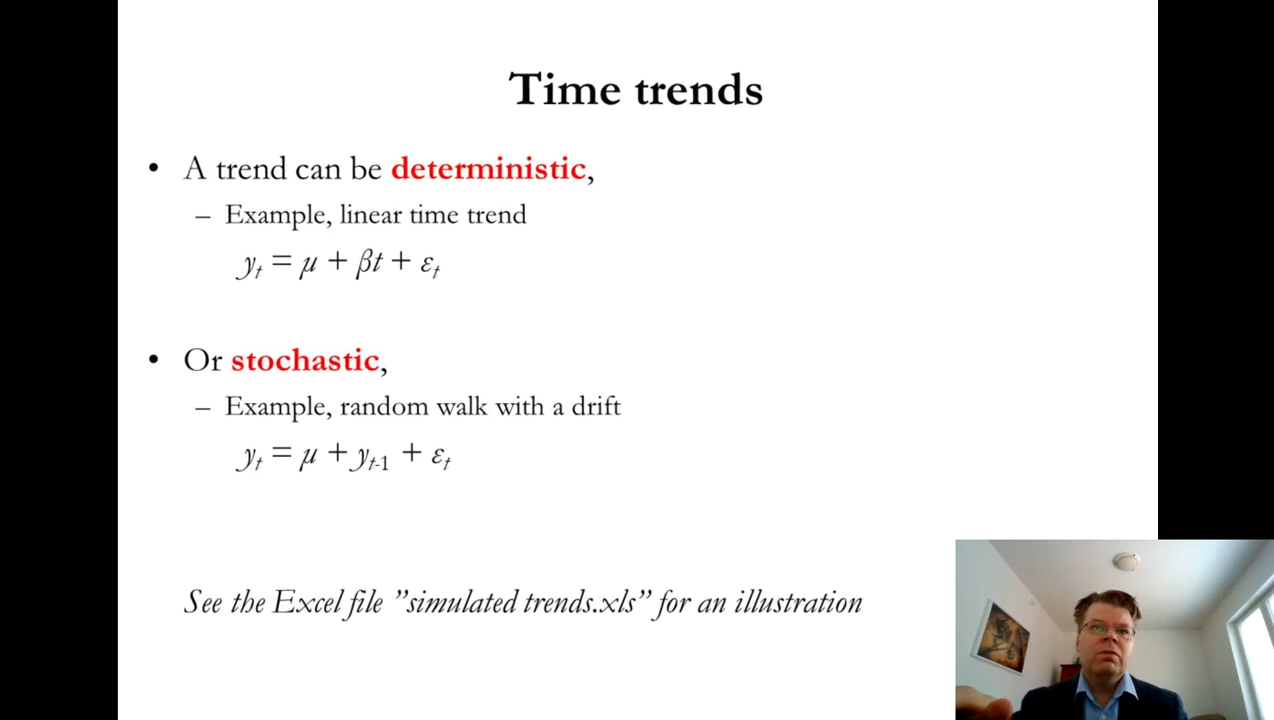 Time trends
• A trend can be deterministic,
– Example, linear time trend
yₜ = μ + βt + εₜ
• Or stochastic,
– Example, random walk with a drift
yₜ = μ + yₜ₋₁ + εₜ
See the Excel file ”simulated trends.xls” for an illustration